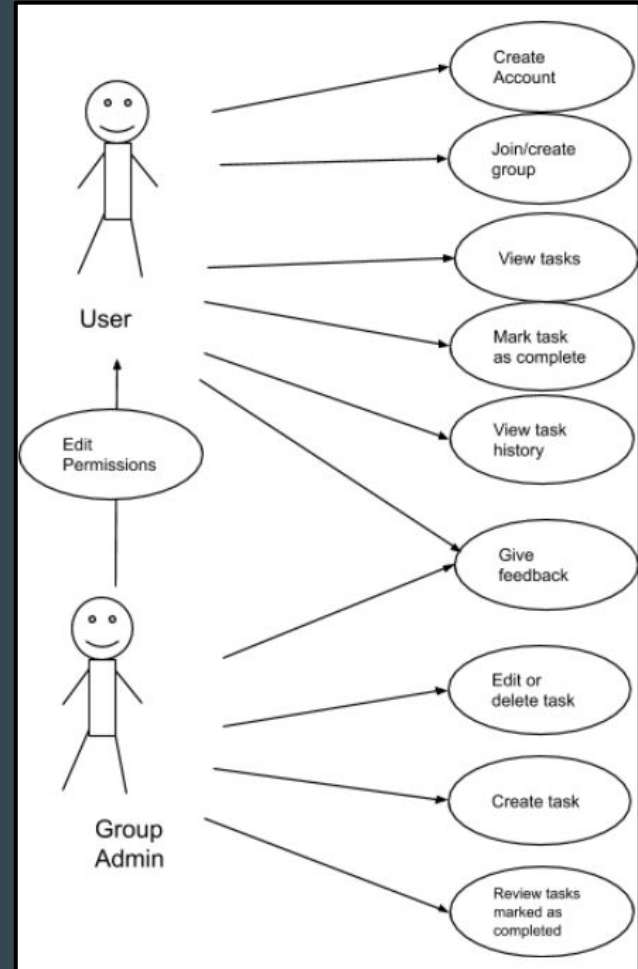 Create
Account
Join/create
group
View tasks
User
Mark task
as complete
Edit
Permissions
View task
history
Give
feedback
Edit or
delete task
Create task
Group
Admin
Review tasks
marked as
completed